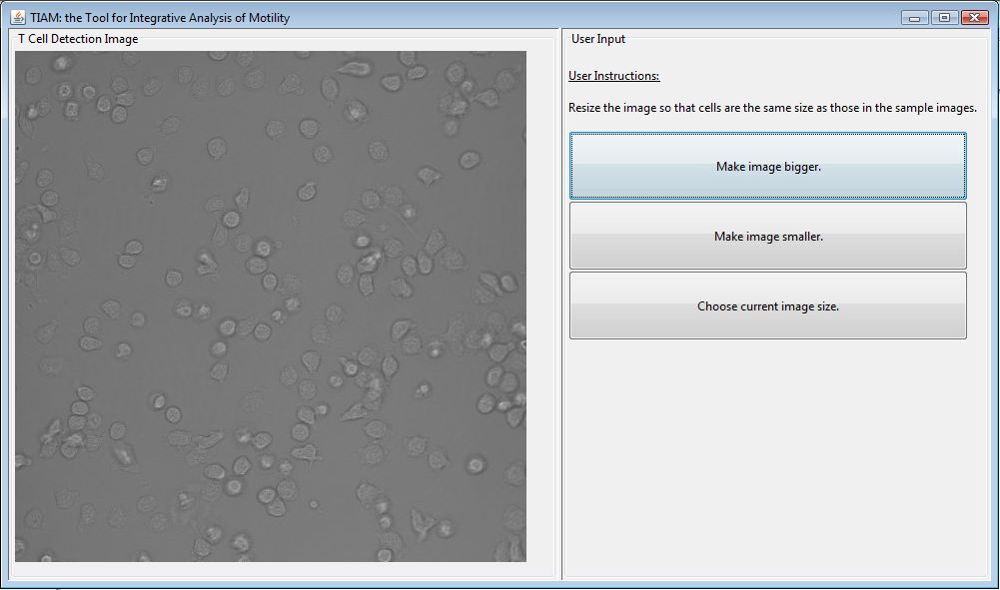 TIAM: the Tool for Integrative Analysis of Motility
T Cell Detection Image
User Input
User Instructions:
Resize the image so that cells are the same size as those in the sample images.
Make image bigger.
Make image smaller.
Choose current image size.